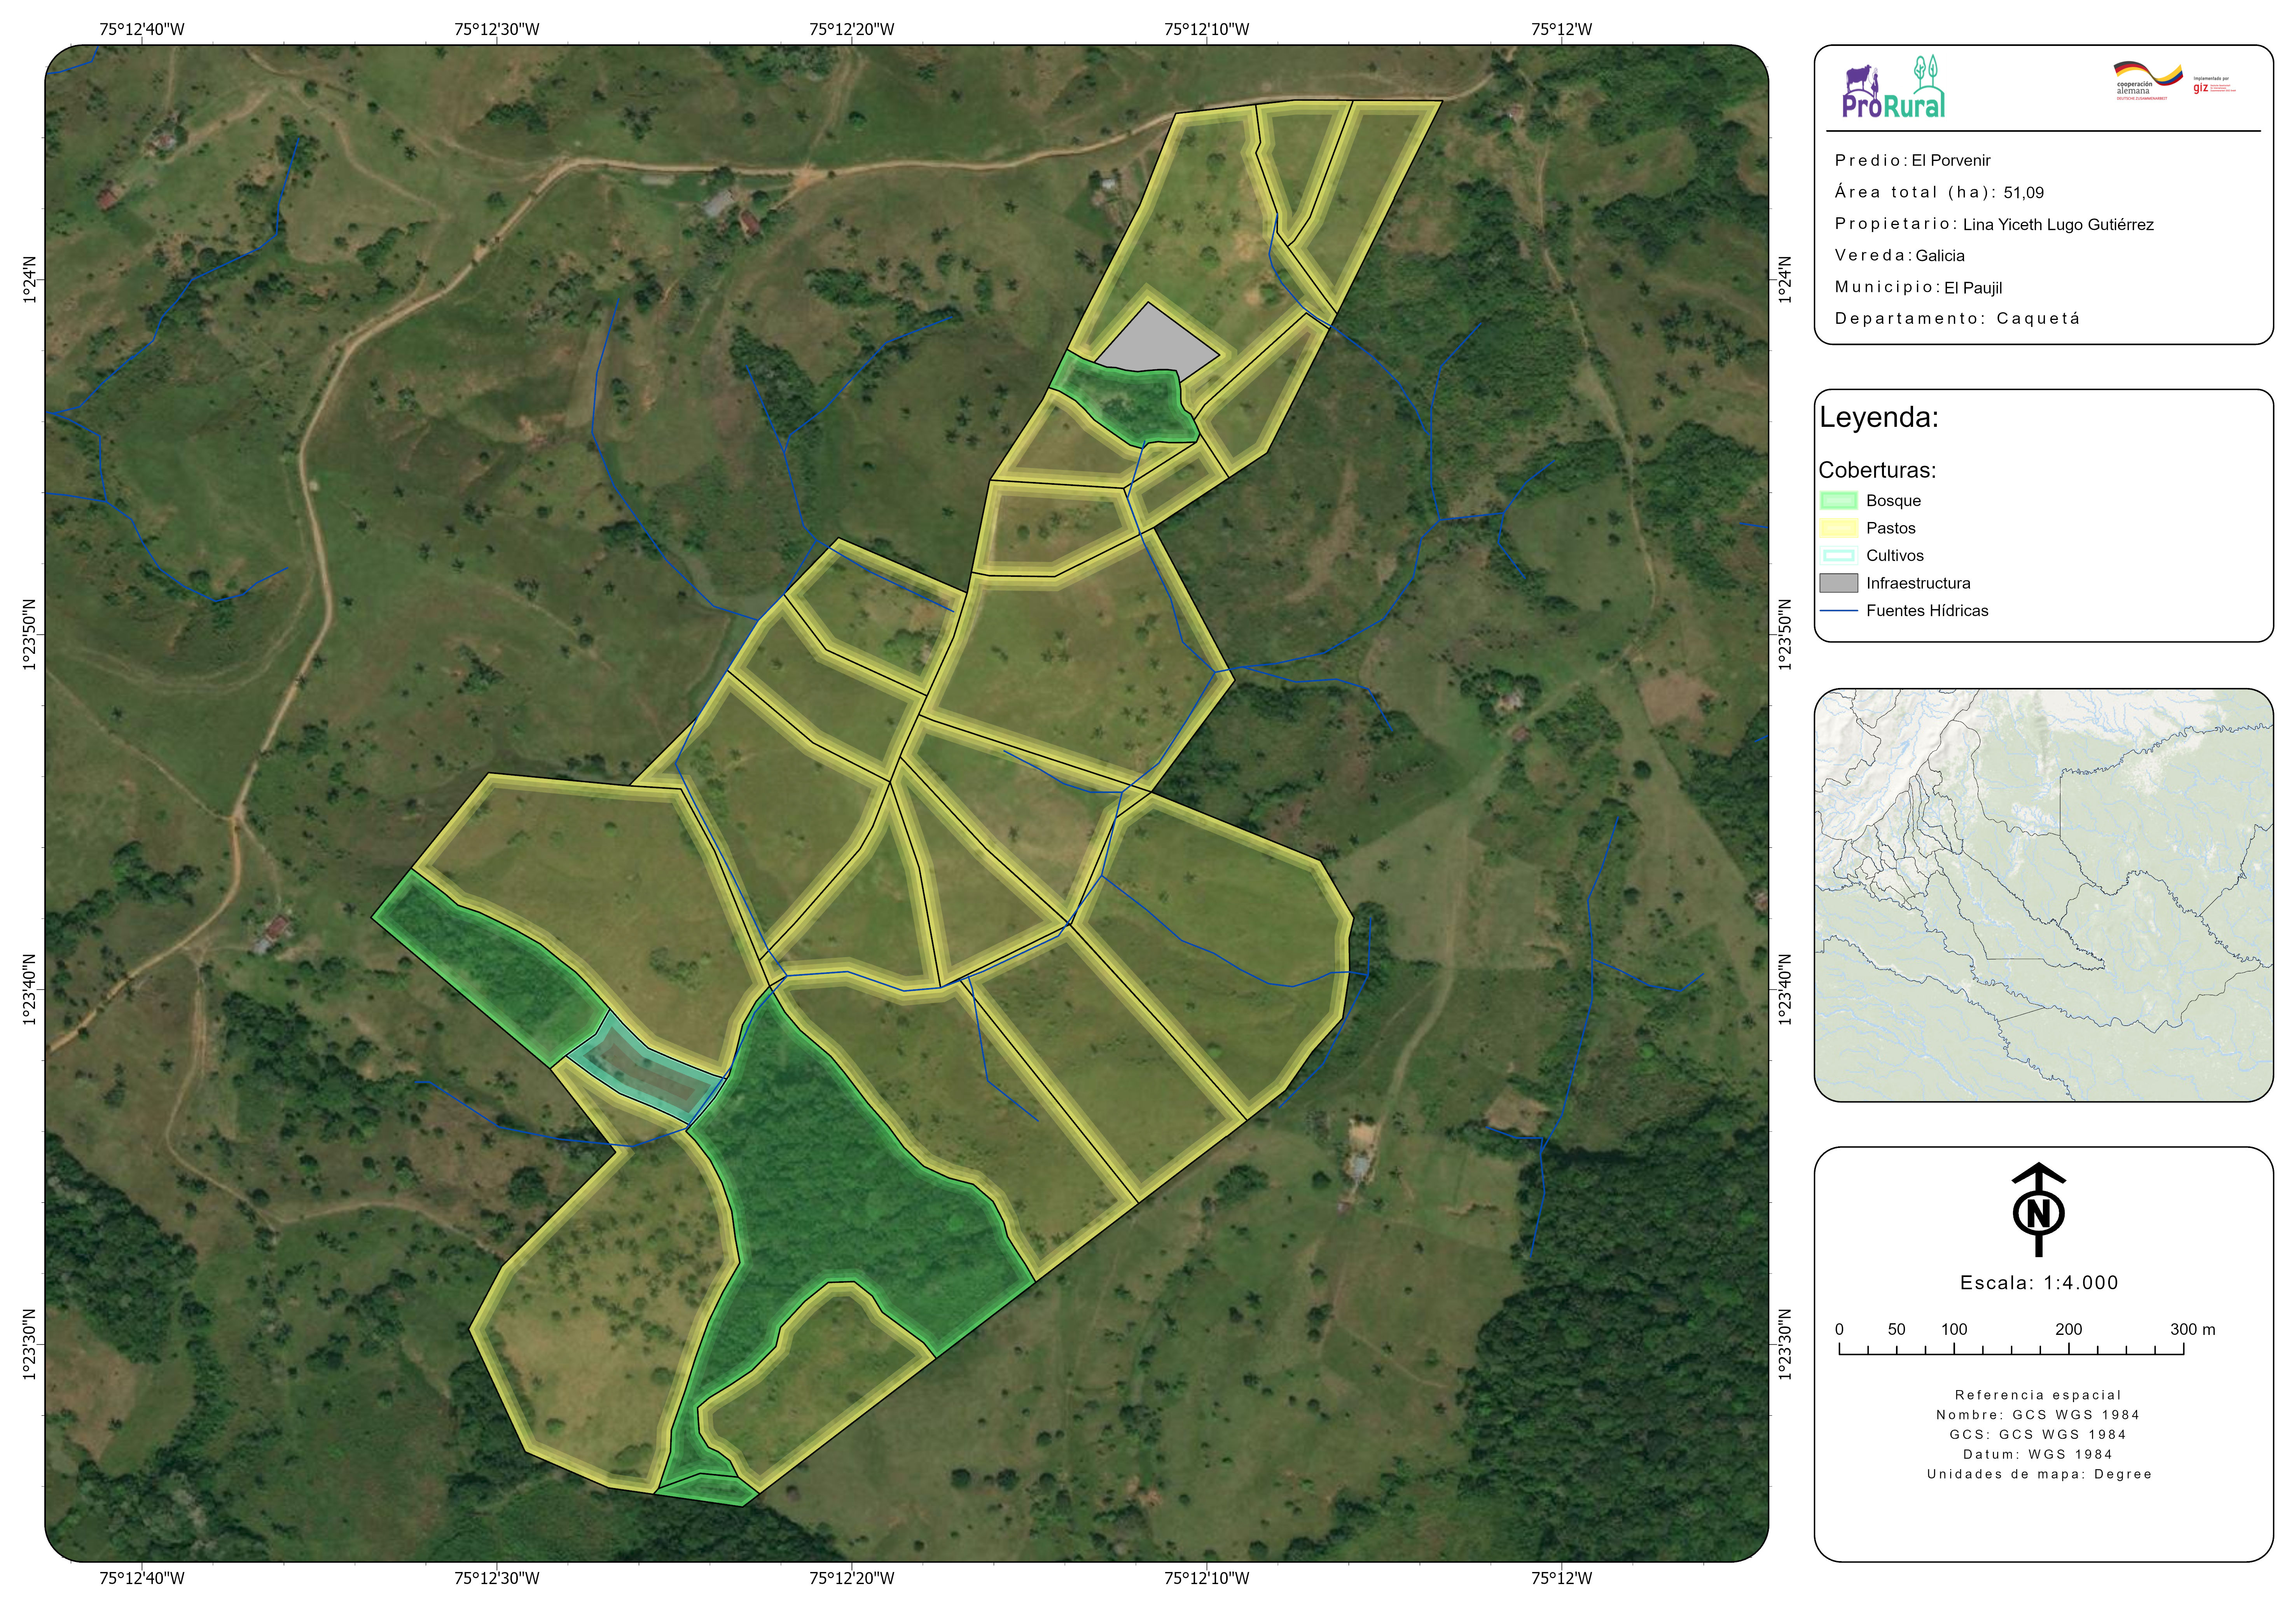 75°12'40"W 75°12'30"W 75°12'20"W 75°12'10"W 75°12'W
1°24'N
1°23'50"N
1°23'40"N
1°23'30"N
1°24'N
1°23'50"N
1°23'40"N
1°23'30"N
75°12'40"W 75°12'30"W 75°12'20"W 75°12'10"W 75°12'W
ProRural
cooperación
alemana
DEUTSCHE ZUSAMMENARBEIT
Implementada por
giz
Predio: El Porvenir
Área total (ha): 51,09
Propietario: Lina Yiceth Lugo Gutiérrez
Vereda: Galicia
Municipio: El Paujil
Departamento: Caquetá
Leyenda:
Coberturas:
Bosque
Pastos
Cultivos
Infraestructura
Fuentes Hídricas
N
Escala: 1:4.000
0 50 100 200 300 m
Referencia espacial
Nombre: GCS WGS 1984
GCS: GCS WGS 1984
Datum: WGS 1984
Unidades de mapa: Degree